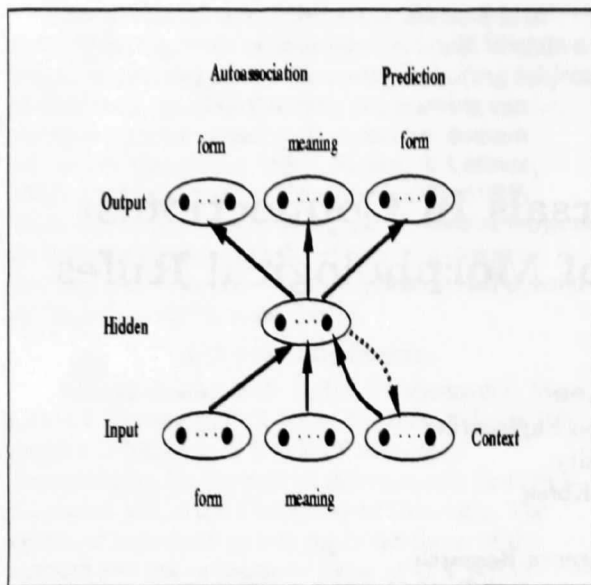 Autoassociation Prediction
form meaning form
Output
Hidden
Input Context
form meaning